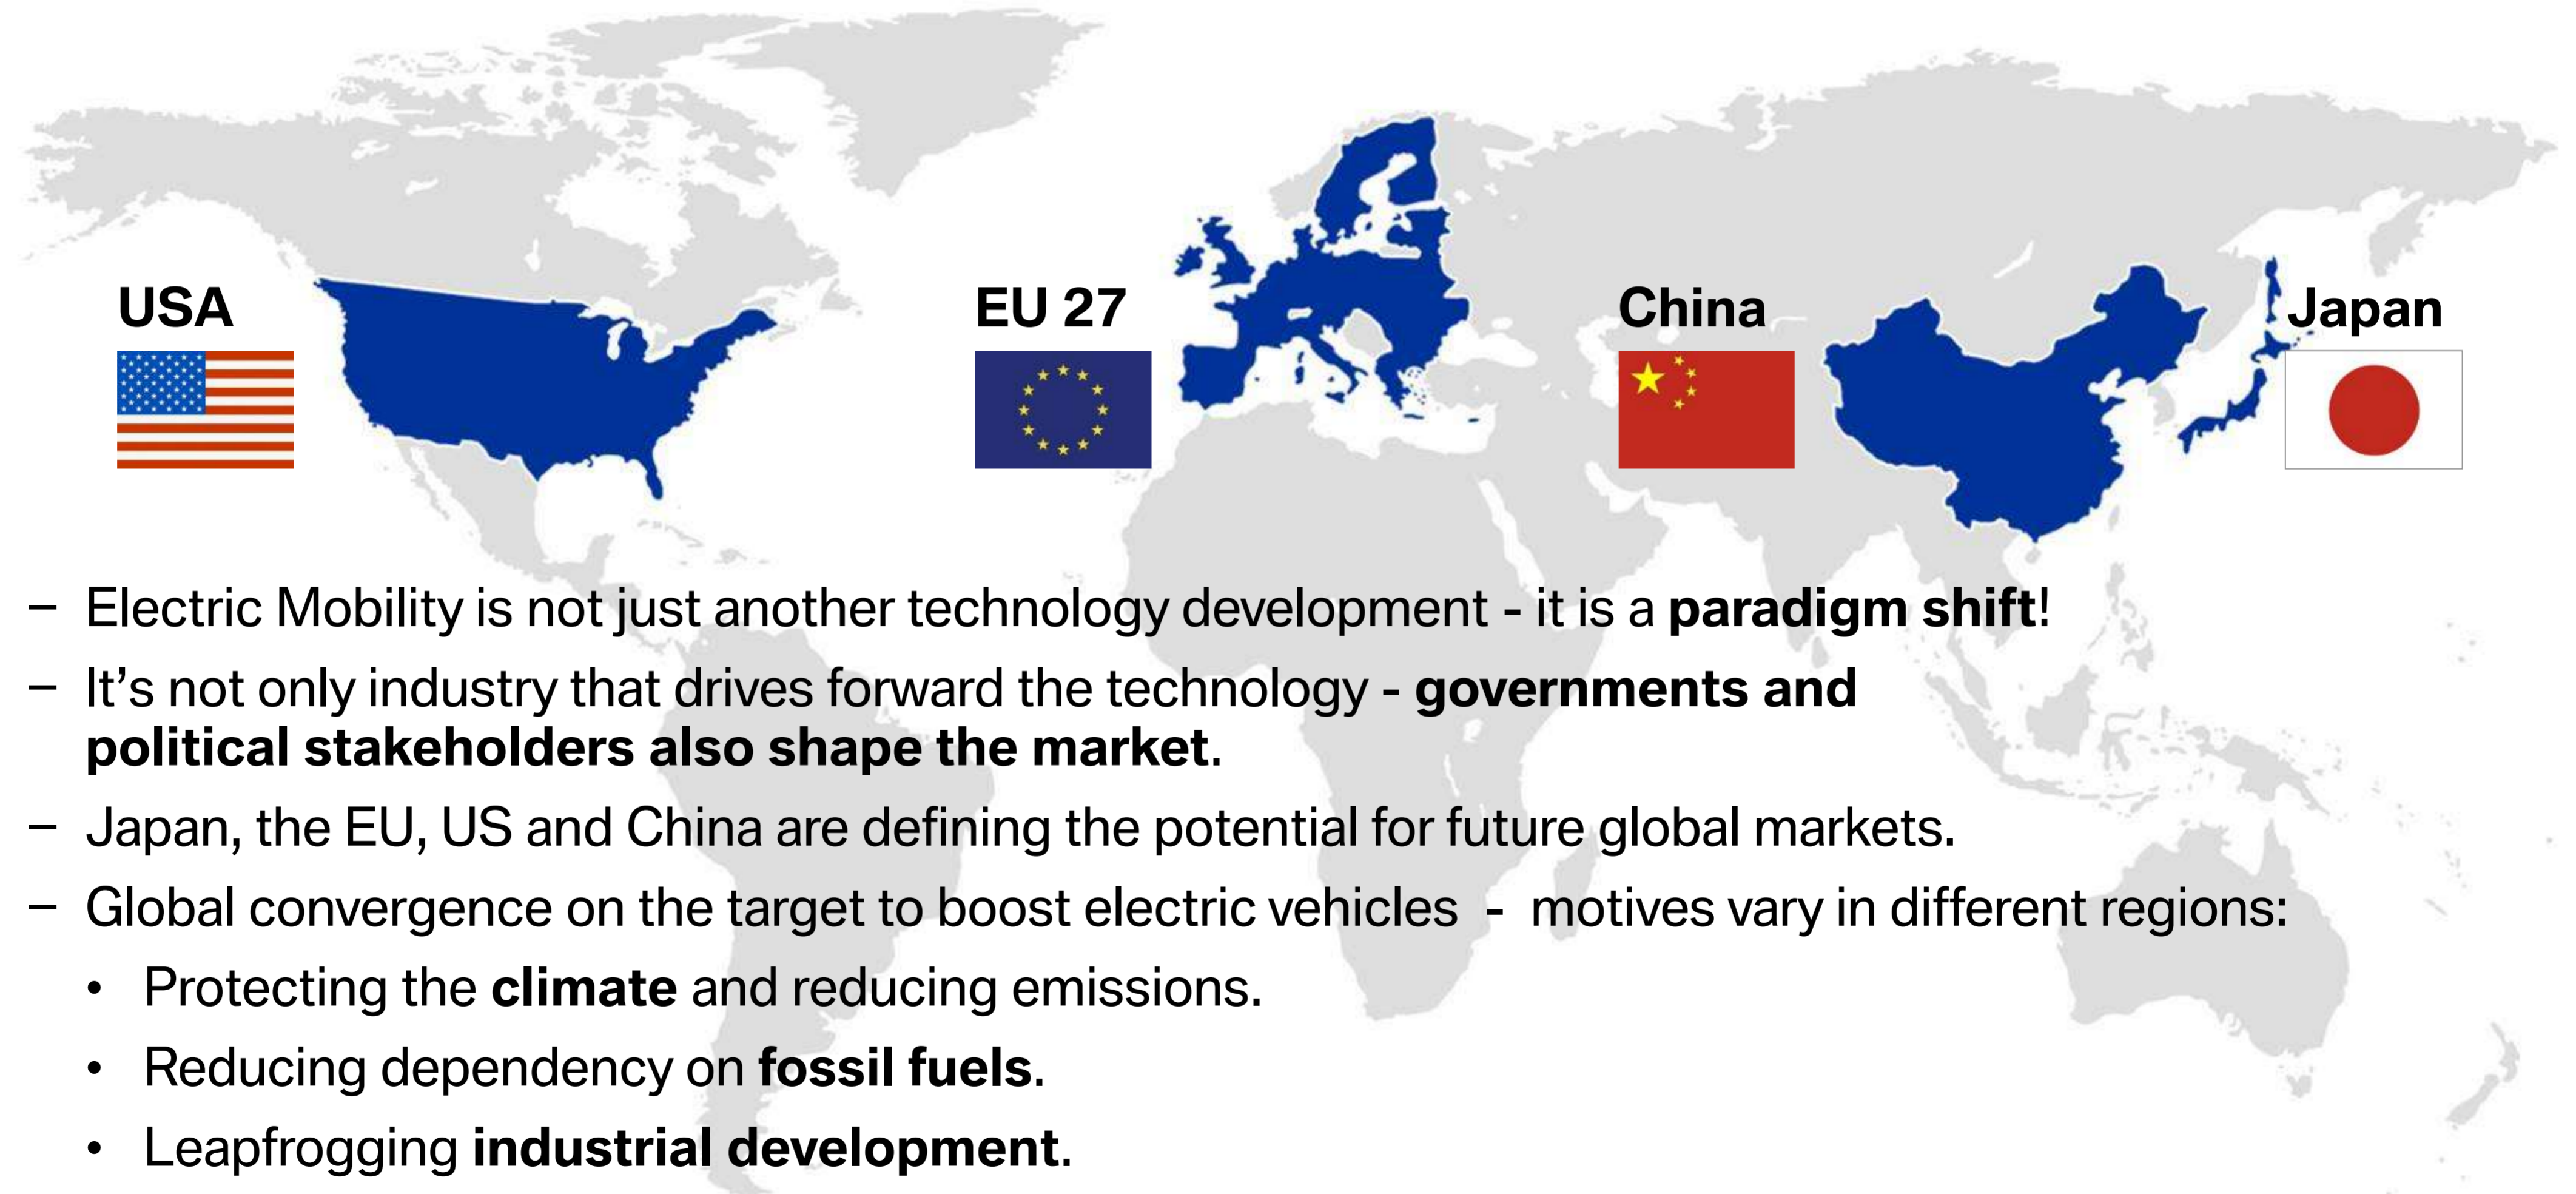 USA
EU 27
China
Japan
– Electric Mobility is not just another technology development - it is a paradigm shift!
– It’s not only industry that drives forward the technology - governments and
political stakeholders also shape the market.
– Japan, the EU, US and China are defining the potential for future global markets.
– Global convergence on the target to boost electric vehicles - motives vary in different regions:
• Protecting the climate and reducing emissions.
• Reducing dependency on fossil fuels.
• Leapfrogging industrial development.